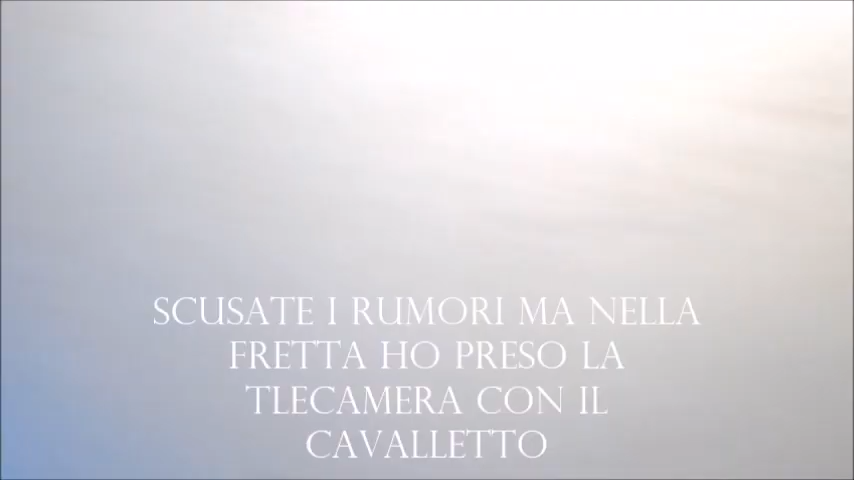 SCUSATE I RUMORI MA NELLA
FRETTA HO PRESO LA
TLECAMERA CON IL
CAVALLETTO